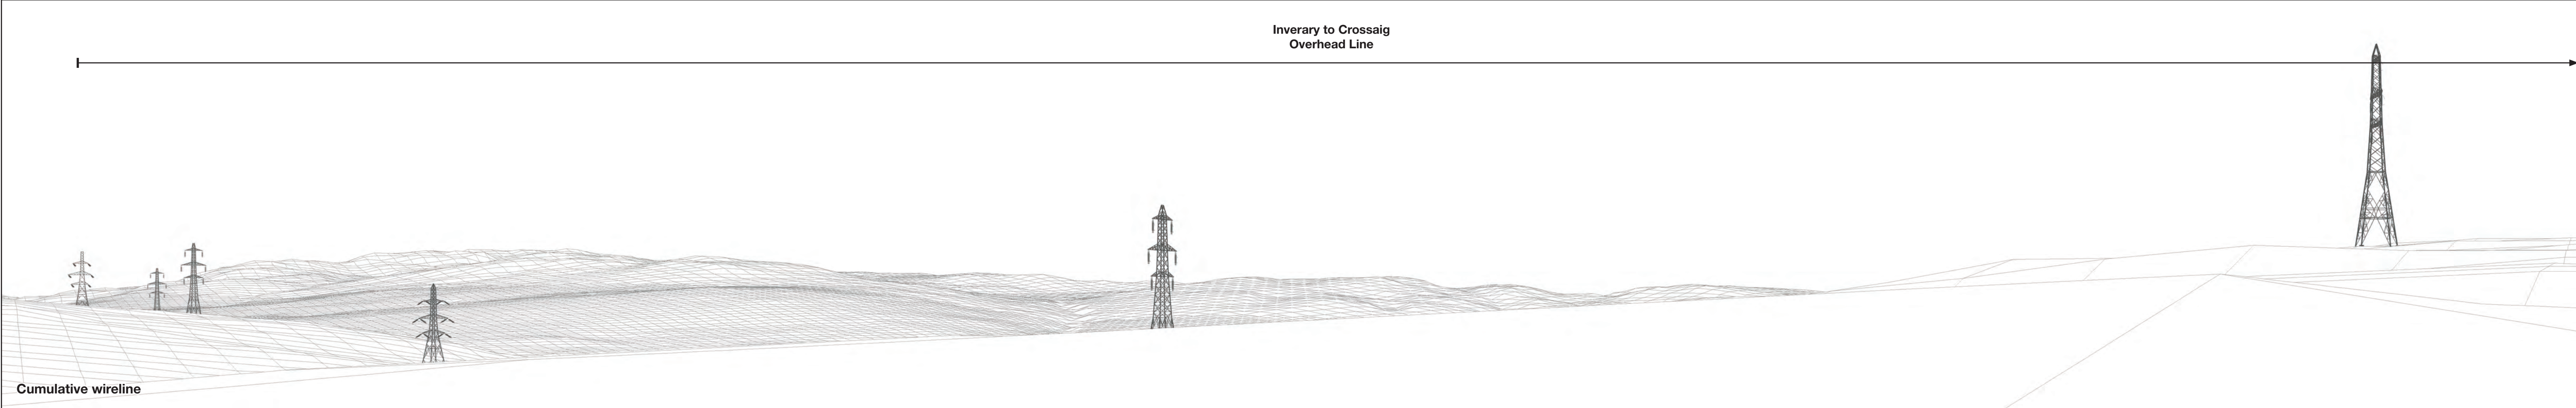 Inverary to Crossaig
Overhead Line
Cumulative wireline